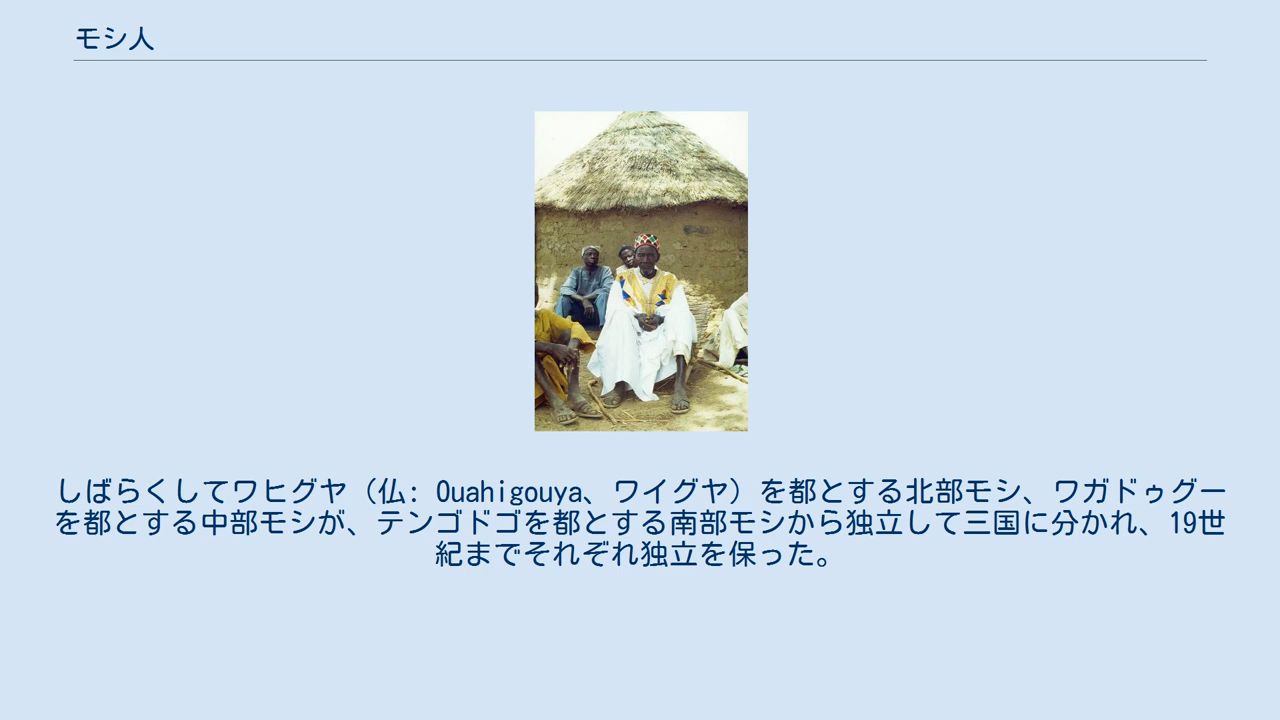 モシ人
しばらくしてワヒグヤ（仏: Ouahigouya、ワイグヤ）を都とする北部モシ、ワガドゥグー
を都とする中部モシが、テンゴドゴを都とする南部モシから独立して三国に分かれ、19世
紀までそれぞれ独立を保った。